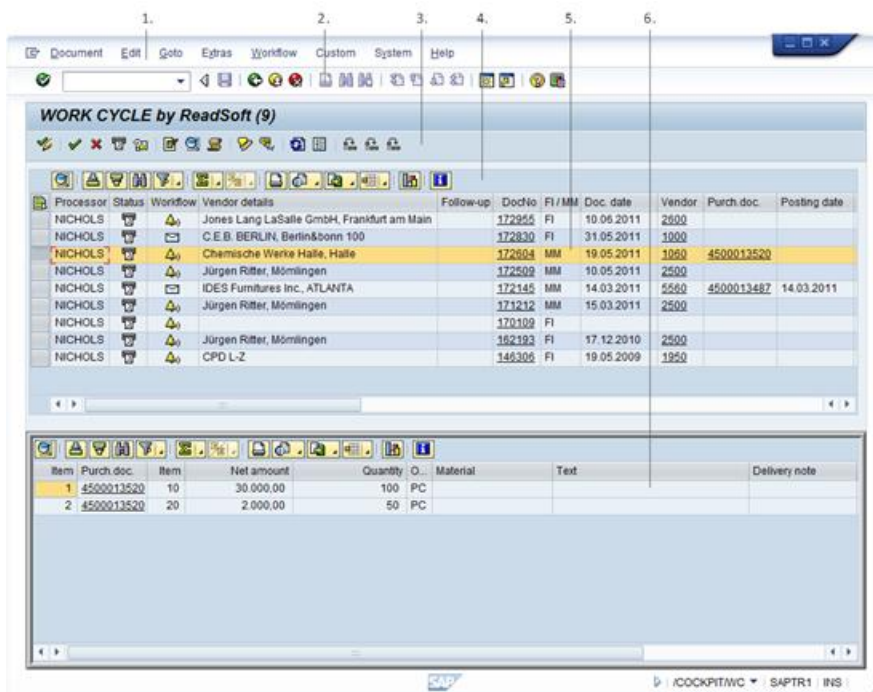 1. 2. 3. 4. 5. 6.
Document Edit Goto Extras Workflow Custom System Help
WORK CYCLE by ReadSoft (9)
Processor Status Workflow Vendor details Follow-up DocNo FI / MM Doc. date Vendor Purch.doc. Posting date
NICHOLS Jones Lang LaSalle GmbH, Frankfurt am Main 172955 FI 10.06.2011 2600
NICHOLS C.E.B. BERLIN, Berlin&bonn 100 172830 FI 31.05.2011 1000
NICHOLS Chemische Werke Halle, Halle 172604 MM 19.05.2011 1060 4500013520
NICHOLS Jürgen Ritter, Mömlingen 172509 MM 10.05.2011 2500
NICHOLS IDES Furnitures Inc., ATLANTA 172145 MM 14.03.2011 5560 4500013487 14.03.2011
NICHOLS Jürgen Ritter, Mömlingen 171212 MM 15.03.2011 2500
NICHOLS 170109 FI
NICHOLS Jürgen Ritter, Mömlingen 162193 FI 17.12.2010 2500
NICHOLS CPD L-Z 146306 FI 19.05.2009 1950
Item Purch.doc. Item Net amount Quantity O... Material Text Delivery note
1 4500013520 10 30.000,00 100 PC
2 4500013520 20 2.000,00 50 PC
SAP /COCKPIT/WC SAPTR1 INS